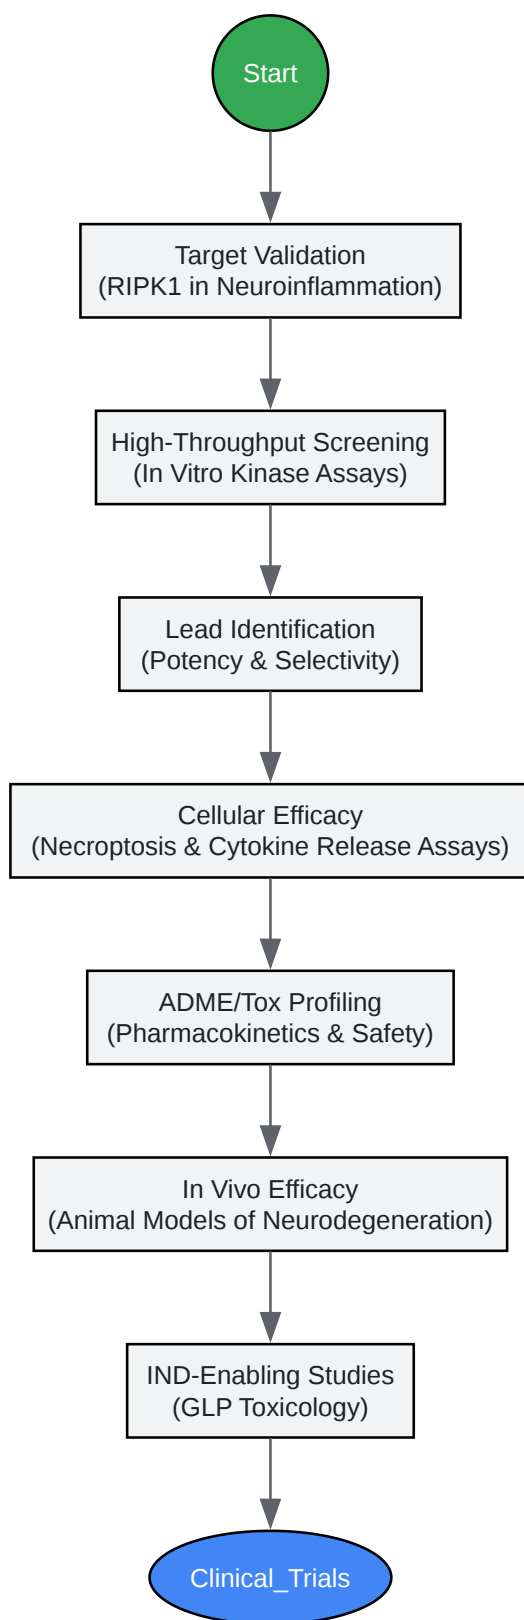 Start
Target Validation
(RIPK1 in Neuroinflammation)
High-Throughput Screening
(In Vitro Kinase Assays)
Lead Identification
(Potency & Selectivity)
Cellular Efficacy
(Necroptosis & Cytokine Release Assays)
ADME/Tox Profiling
(Pharmacokinetics & Safety)
In Vivo Efficacy
(Animal Models of Neurodegeneration)
IND-Enabling Studies
(GLP Toxicology)
Clinical_Trials